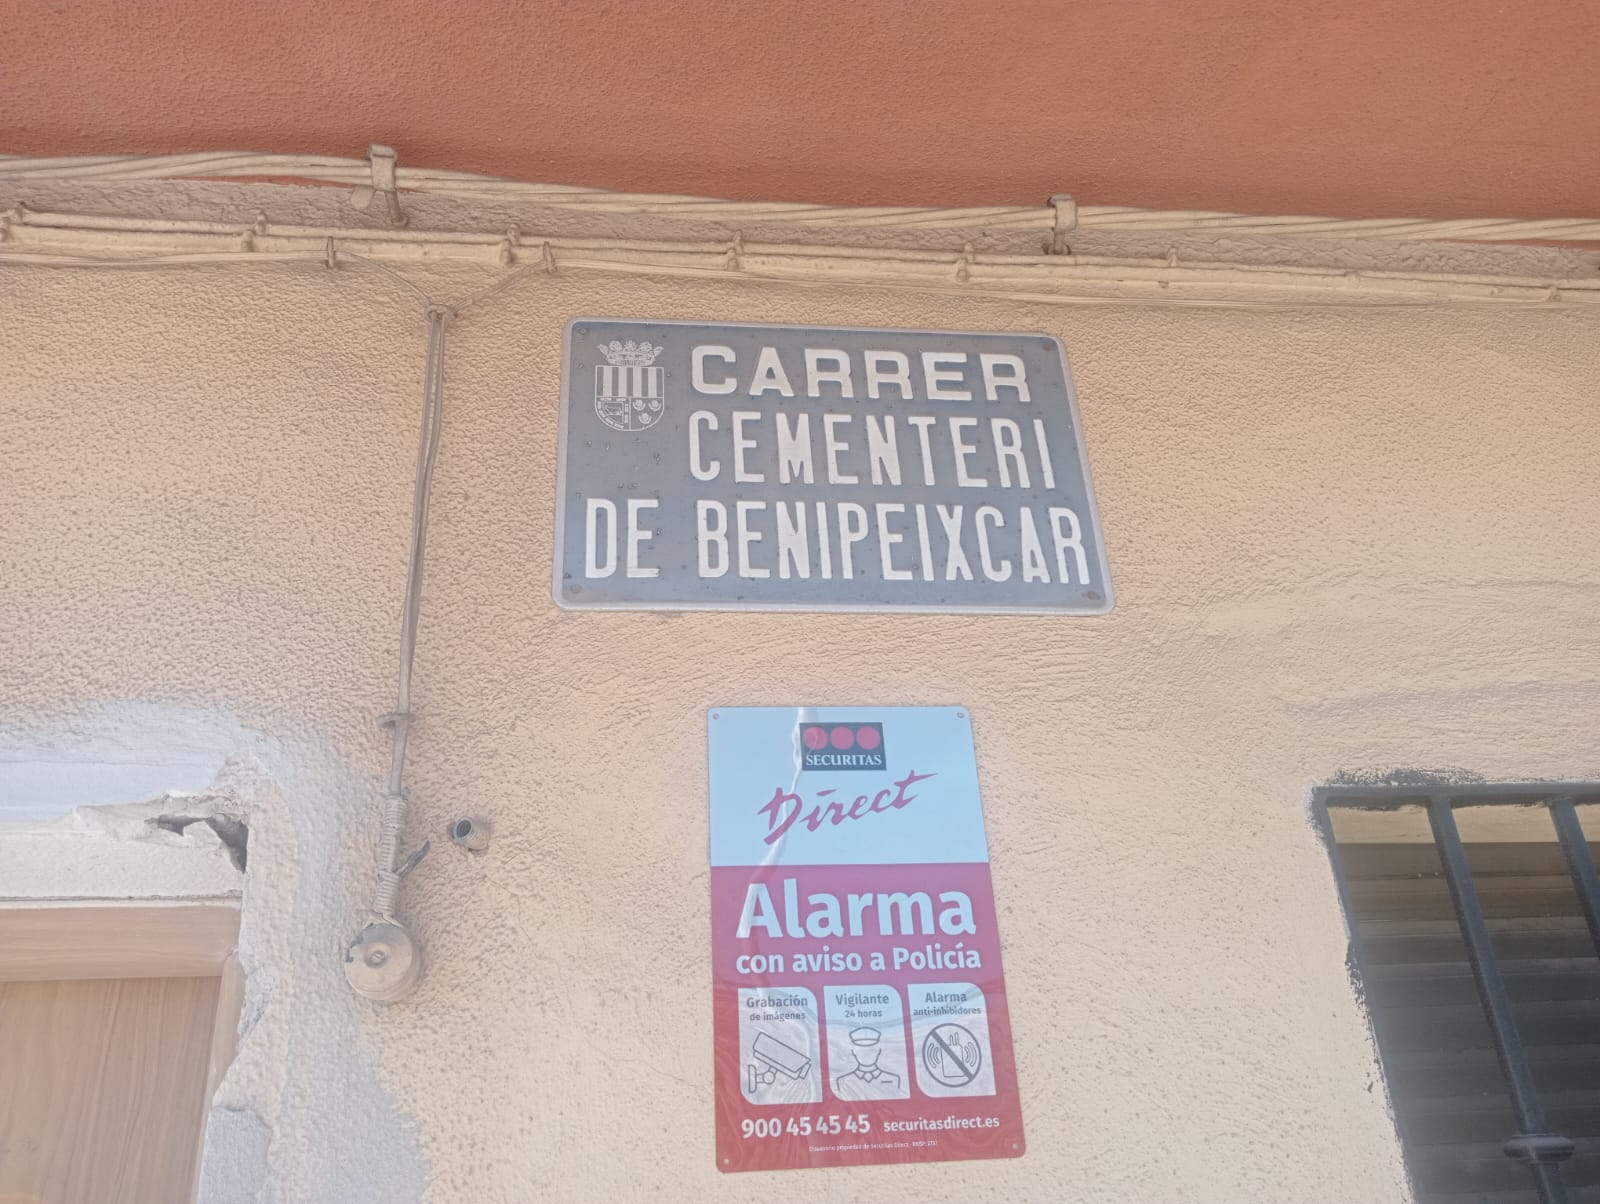 CARRER
CEMENTERI
DE BENIPEIXCAR
SECURITAS
Direct
Alarma
con aviso a Policía
Grabación
de imágenes
Vigilante
24 horas
Alarma
anti-inhibidores
900 45 45 45 securitasdirect.es